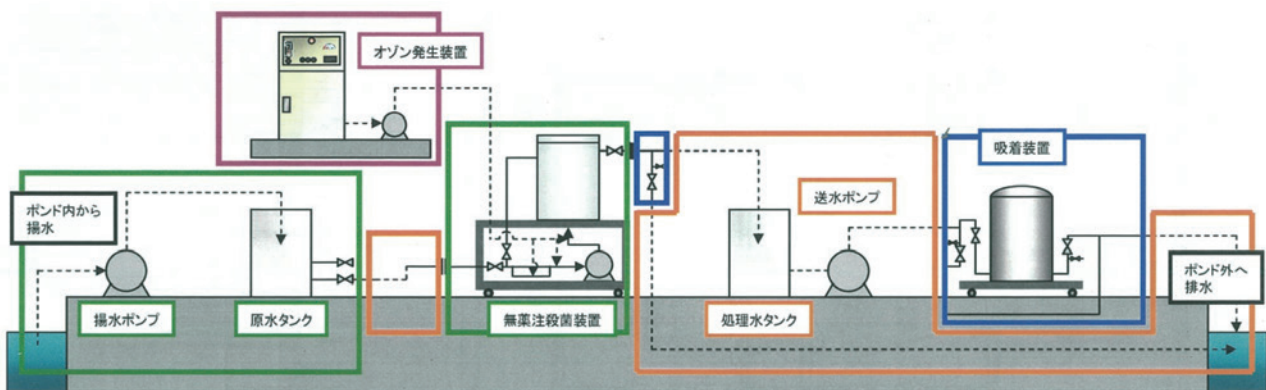 オゾン発生装置
吸着装置
送水ポンプ
ポンド内から
揚水
ポンド外へ
排水
揚水ポンプ
原水タンク
無薬注殺菌装置
処理水タンク